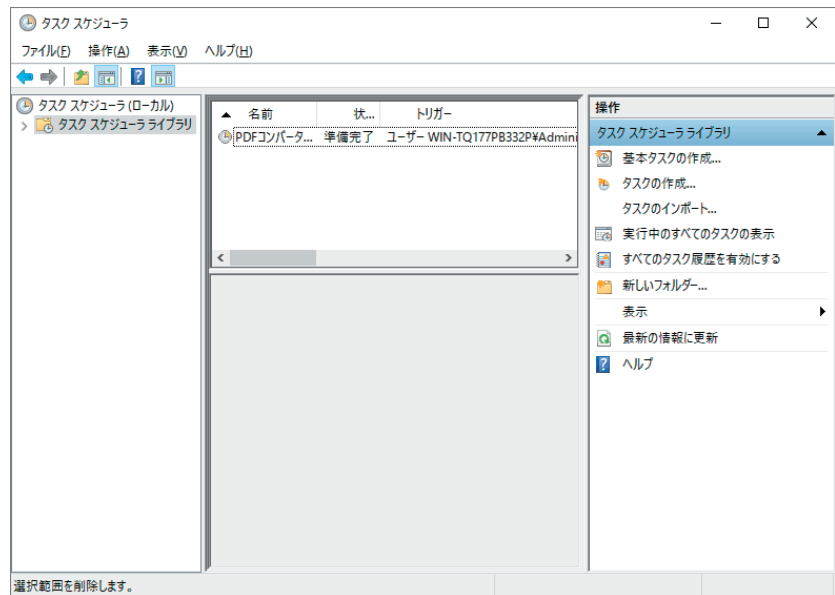 タスク スケジューラ
ファイル(F) 操作(A) 表示(V) ヘルプ(H)
タスク スケジューラ (ローカル)
タスク スケジューラ ライブラリ
名前 状... トリガー
PDFコンバータ... 準備完了 ユーザー WIN-TQ177PB332P¥Admini
操作
タスク スケジューラ ライブラリ
基本タスクの作成...
タスクの作成...
タスクのインポート...
実行中のすべてのタスクの表示
すべてのタスク履歴を有効にする
新しいフォルダー...
表示
最新の情報に更新
ヘルプ
選択範囲を削除します。